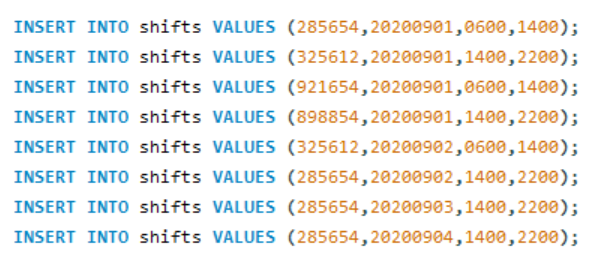 INSERT INTO shifts VALUES (285654,20200901,0600,1400);
INSERT INTO shifts VALUES (325612,20200901,1400,2200);
INSERT INTO shifts VALUES (921654,20200901,0600,1400);
INSERT INTO shifts VALUES (898854,20200901,1400,2200);
INSERT INTO shifts VALUES (325612,20200902,0600,1400);
INSERT INTO shifts VALUES (285654,20200902,1400,2200);
INSERT INTO shifts VALUES (285654,20200903,1400,2200);
INSERT INTO shifts VALUES (285654,20200904,1400,2200);